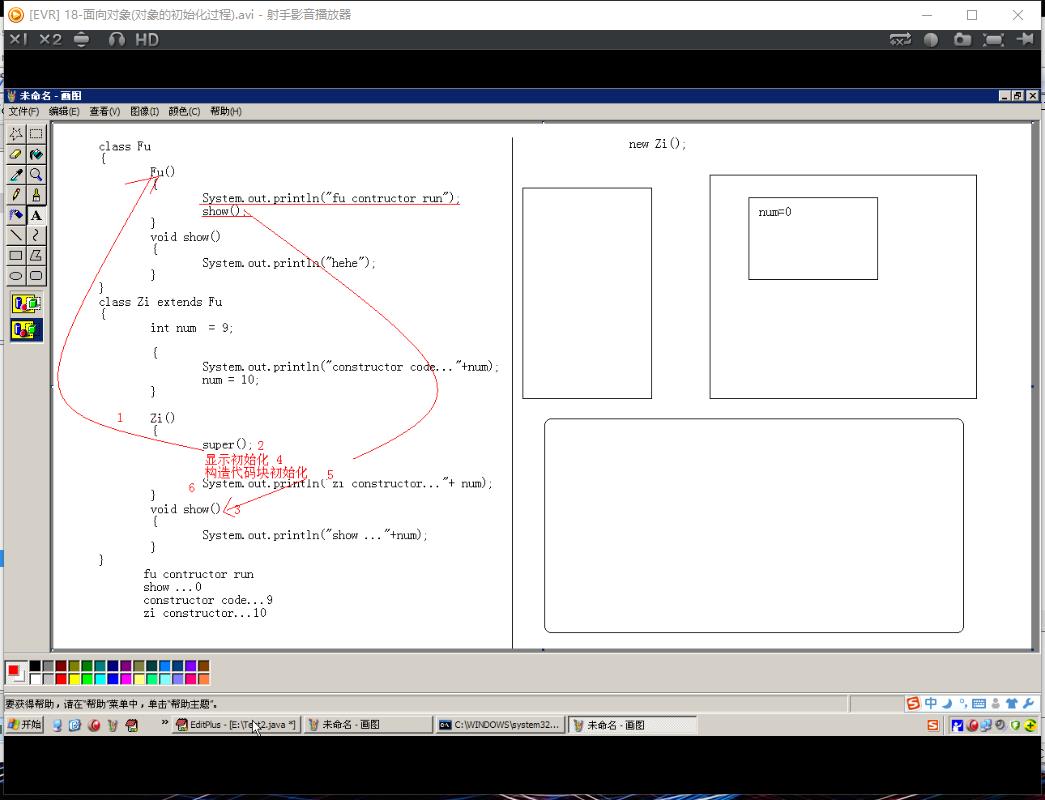 [EVR] 18-面向对象(对象的初始化过程).avi - 射手影音播放器
×1 ×2 HD
未命名 - 画图
文件(F) 编辑(E) 查看(V) 图像(I) 颜色(C) 帮助(H)
class Fu
{
Fu()
{
System.out.println("fu contructor run");
show();
}
void show()
{
System.out.println("hehe");
}
}
class Zi extends Fu
{
int num = 9;
{
System.out.println("constructor code..."+num);
num = 10;
}
1 Zi()
{
super(); 2
显示初始化 4
构造代码块初始化 5
6 System.out.println("zi constructor..."+ num);
}
void show() 3
{
System.out.println("show ..."+num);
}
}
fu contructor run
show ...0
constructor code...9
zi constructor...10
new Zi();
num=0
A
要获得帮助，请在“帮助”菜单中，单击“帮助主题”。
中
开始
EditPlus - [E:\Te
2.java *]
未命名 - 画图
C:\WINDOWS\system32...
未命名 - 画图